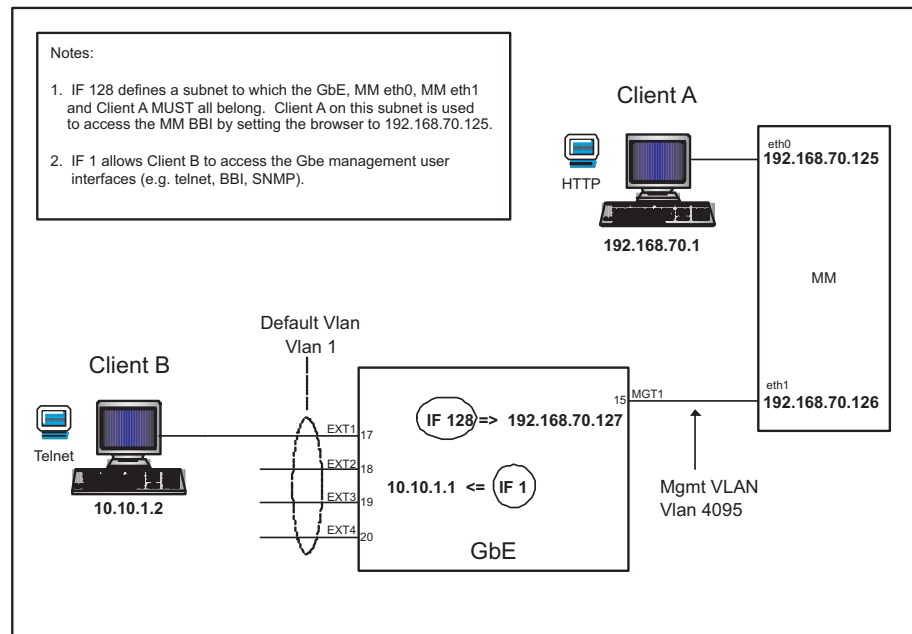 Notes:
1. IF 128 defines a subnet to which the GbE, MM eth0, MM eth1
and Client A MUST all belong. Client A on this subnet is used
to access the MM BBI by setting the browser to 192.168.70.125.
2. IF 1 allows Client B to access the Gbe management user
interfaces (e.g. telnet, BBI, SNMP).
Client A
HTTP
192.168.70.1
eth0
192.168.70.125
MM
eth1
192.168.70.126
Default Vlan
Vlan 1
Client B
Telnet
10.10.1.2
EXT1
17
EXT2
18
EXT3
19
EXT4
20
IF 128 => 192.168.70.127
10.10.1.1 <= IF 1
GbE
15
MGT1
Mgmt VLAN
Vlan 4095